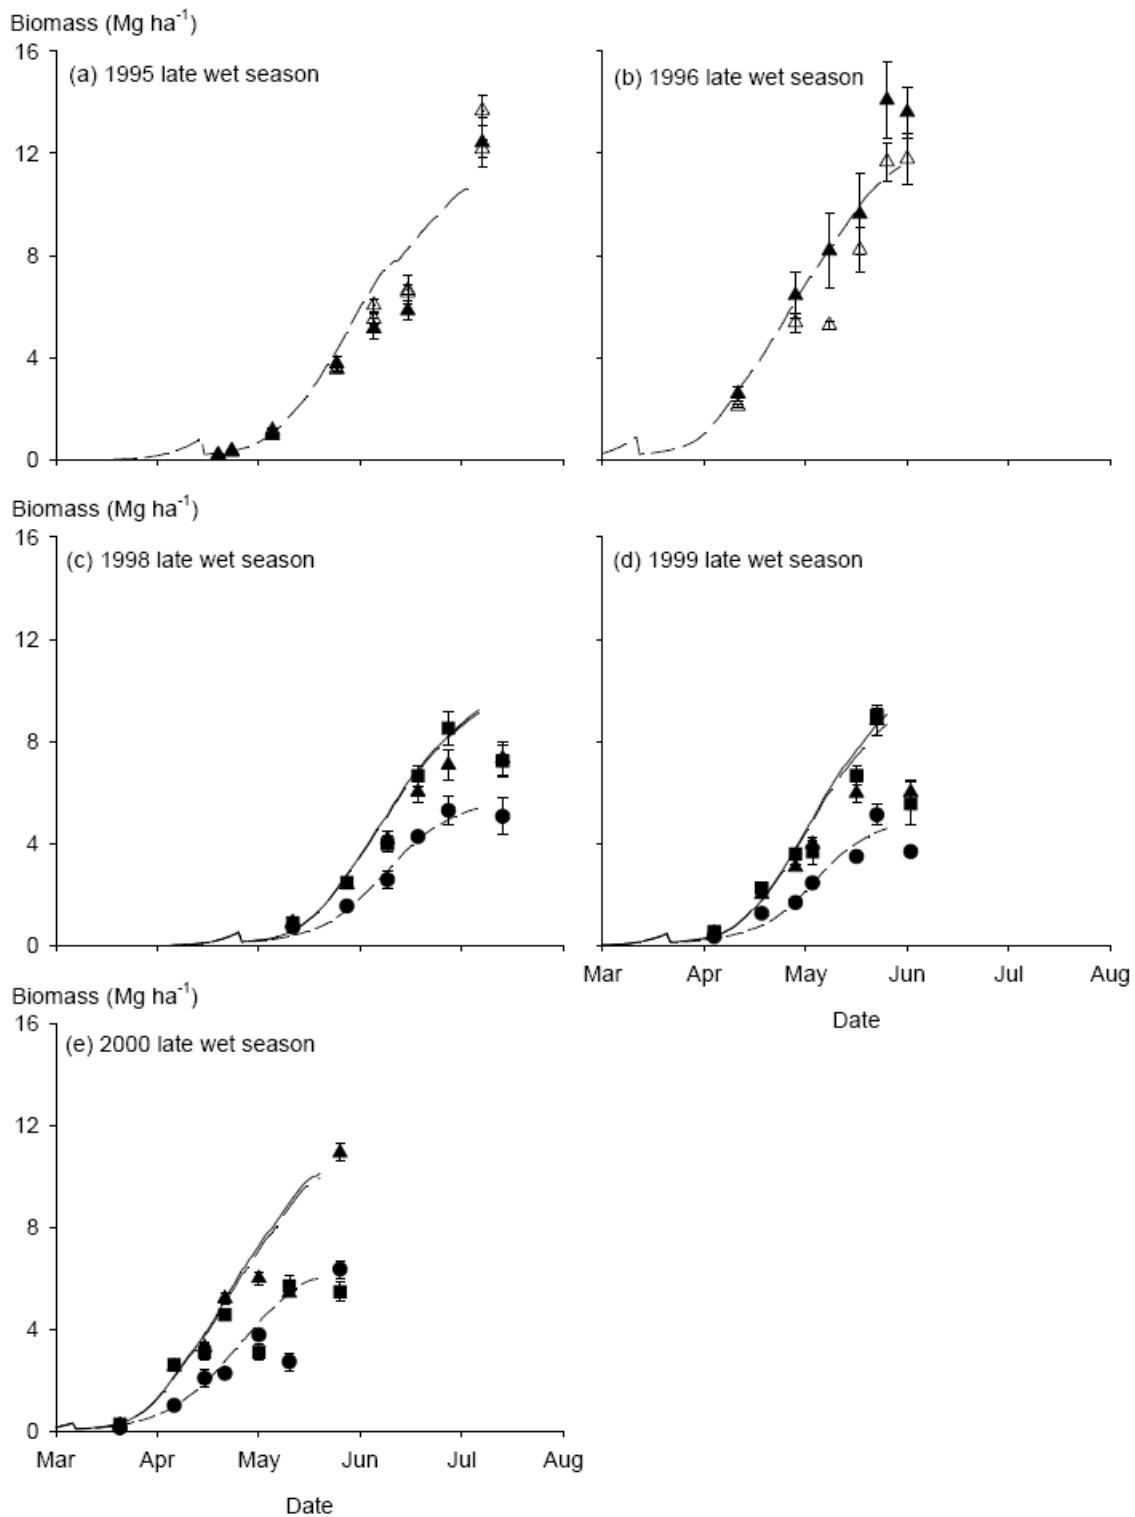 Biomass (Mg ha⁻¹)
16
12
8
4
0
(a) 1995 late wet season
(b) 1996 late wet season
Biomass (Mg ha⁻¹)
16
12
8
4
0
(c) 1998 late wet season
(d) 1999 late wet season
Mar Apr May Jun Jul Aug
Date
Biomass (Mg ha⁻¹)
16
12
8
4
0
(e) 2000 late wet season
Mar Apr May Jun Jul Aug
Date